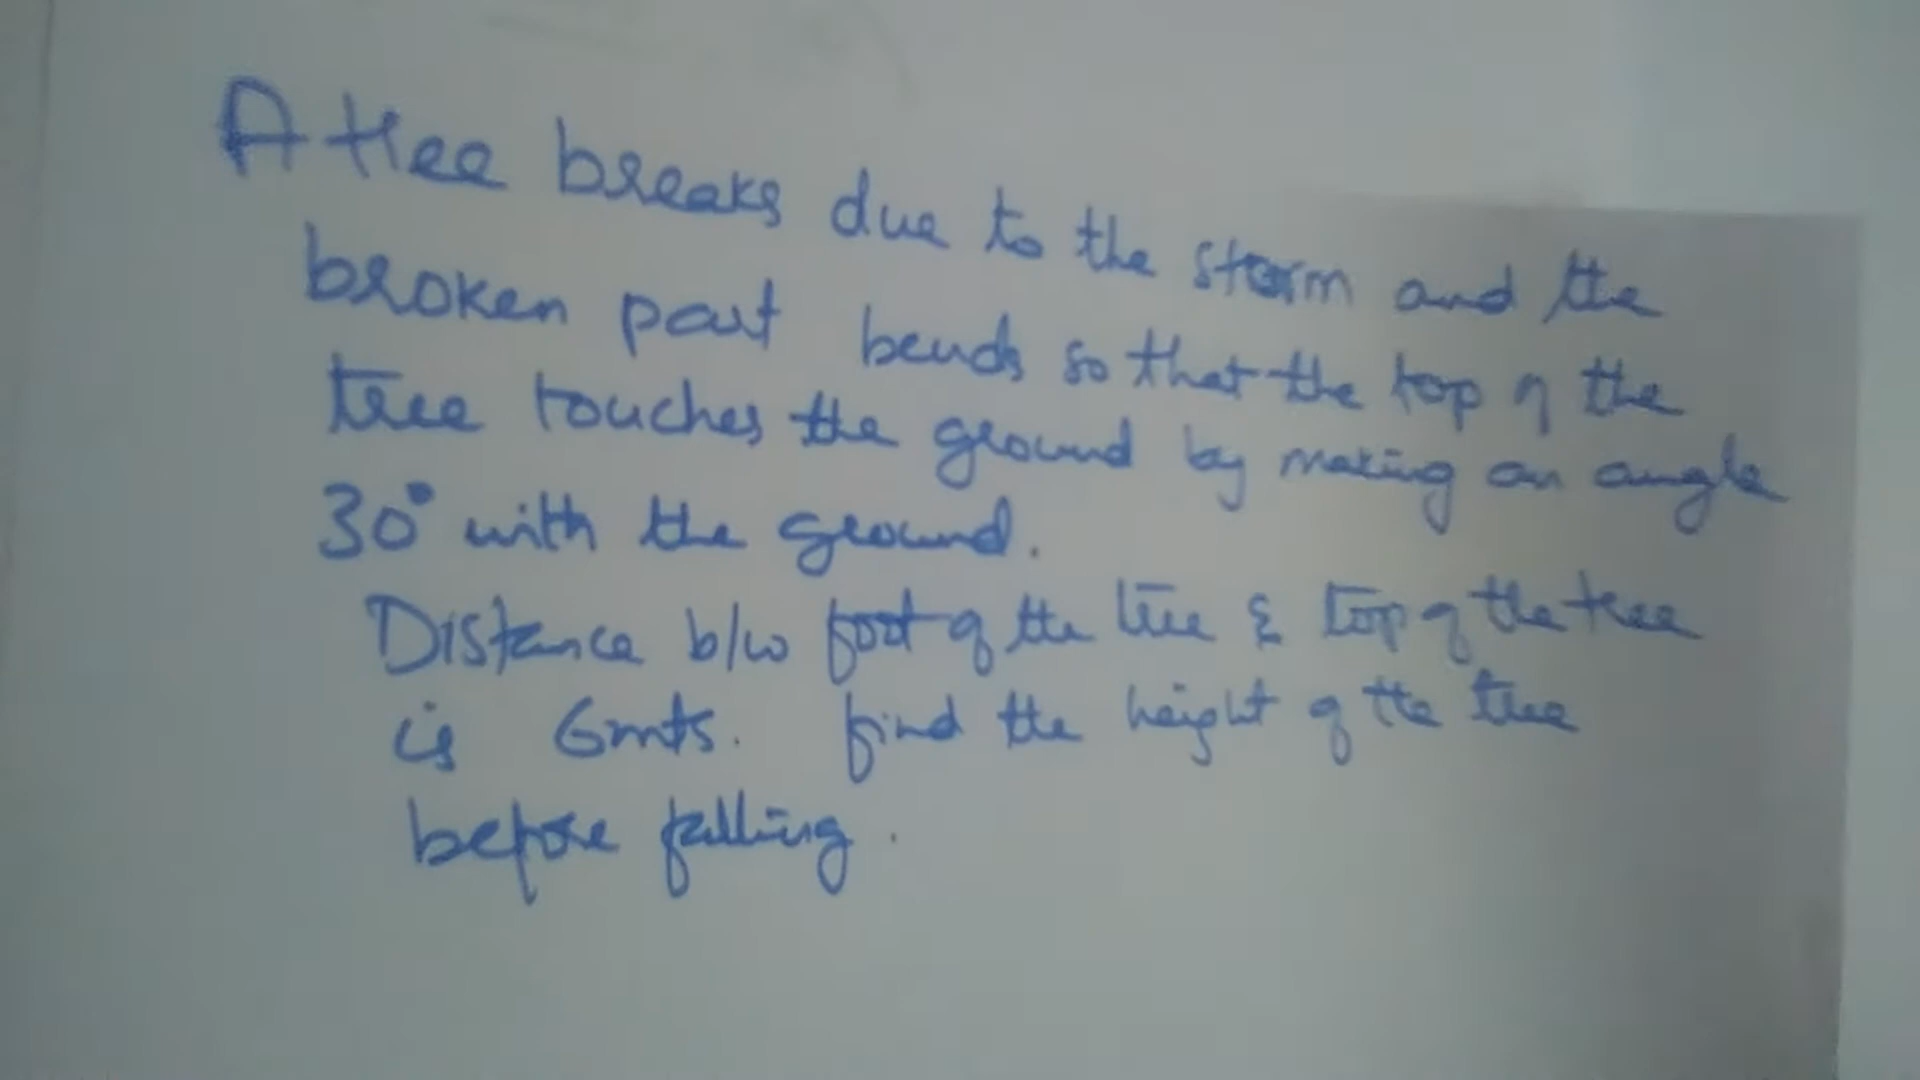 A tree breaks due to the storm and the
broken part bends so that the top of the
tree touches the ground by making an angle
30° with the ground.
Distance b/w foot of the tree & top of the tree
is 6mts. find the height of the tree
before falling.